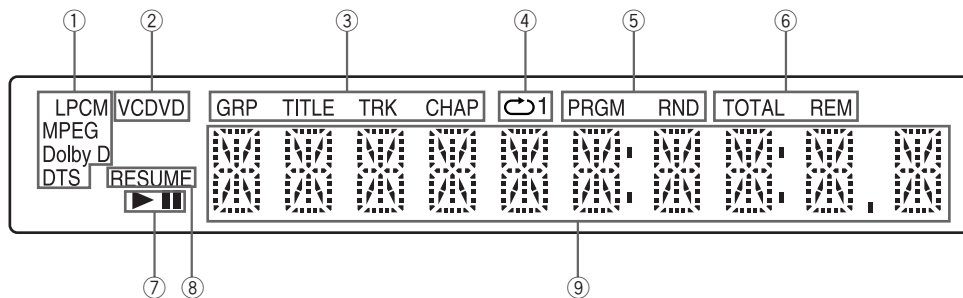 ① ② ③ ④ ⑤ ⑥
LPCM VCDVD GRP TITLE TRK CHAP 1 PRGM RND TOTAL REM
MPEG
Dolby D
DTS RESUME
⑦ ⑧ ⑨